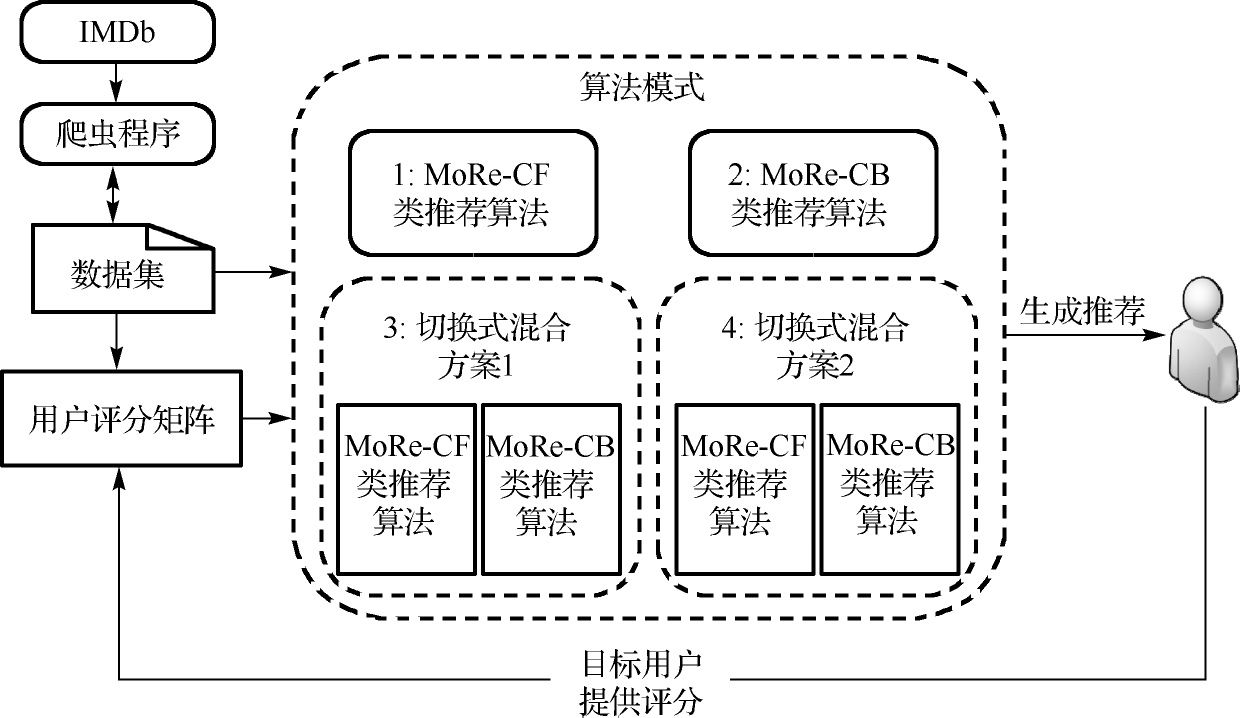 IMDb
爬虫程序
数据集
用户评分矩阵
算法模式
1: MoRe-CF
类推荐算法
2: MoRe-CB
类推荐算法
3: 切换式混合
方案1
MoRe-CF
类推荐
算法
MoRe-CB
类推荐
算法
4: 切换式混合
方案2
MoRe-CF
类推荐
算法
MoRe-CB
类推荐
算法
生成推荐
目标用户
提供评分